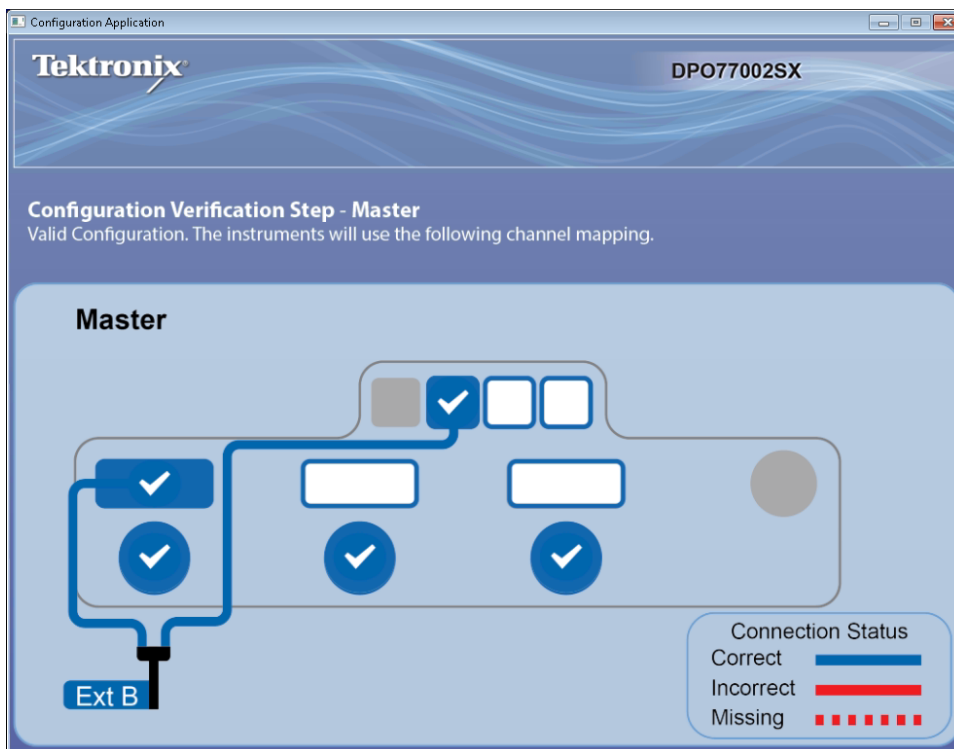 Configuration Application
Tektronix®
DPO77002SX
Configuration Verification Step - Master
Valid Configuration. The instruments will use the following channel mapping.
Master
Ext B
Connection Status
Correct
Incorrect
Missing